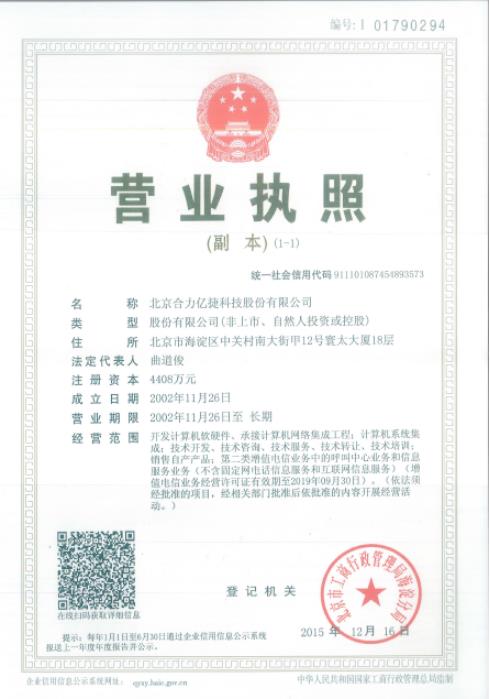 编号:1 01790294
营业执照
(副 本)(1-1)
统一社会信用代码 911101087454893573
名 称 北京合力亿捷科技股份有限公司
类 型 股份有限公司(非上市、自然人投资或控股)
住 所 北京市海淀区中关村南大街甲12号寰太大厦18层
法定代表人 曲道俊
注册资本 4408万元
成立日期 2002年11月26日
营业期限 2002年11月26日至 长期
经营范围 开发计算机软硬件、承接计算机网络集成工程；计算机系统集
成；技术开发、技术咨询、技术服务、技术转让、技术培训；
销售自产产品；第二类增值电信业务中的呼叫中心业务和信息
服务业务（不含固定网电话信息服务和互联网信息服务）（增
值电信业务经营许可证有效期至2019年09月30日）。（依法须
经批准的项目，经相关部门批准后依批准的内容开展经营活
动。）
在线扫码获取详细信息
登记机关
北京市工商行政管理局海淀分局
2015年 12月 16日
提示：每年1月1日至6月30日通过企业信用信息公示系统
报送上一年度年度报告并公示。
企业信用信息公示系统网址： qyxy.baic.gov.cn
中华人民共和国国家工商行政管理总局监制